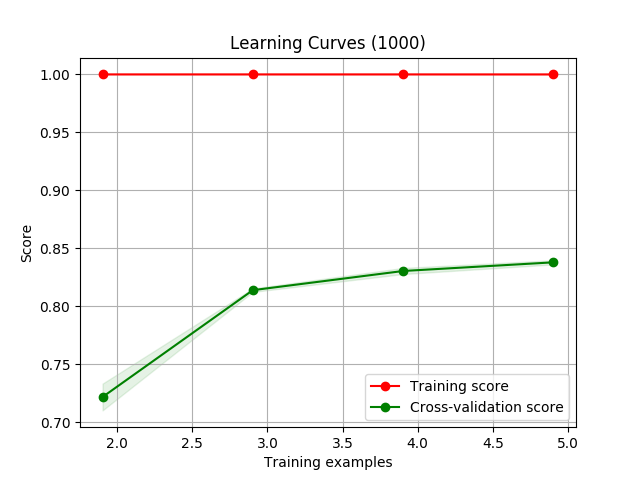 Learning Curves (1000)
1.00
0.95
0.90
0.85
0.80
0.75
0.70
Score
Training score
Cross-validation score
2.0 2.5 3.0 3.5 4.0 4.5 5.0
Training examples